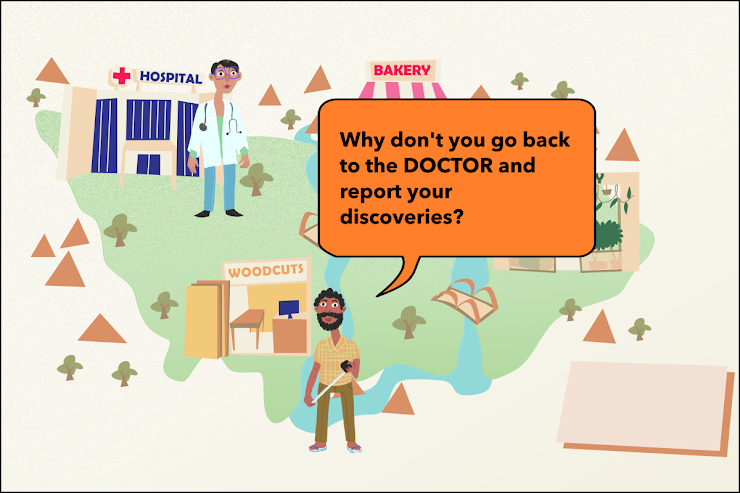 HOSPITAL
BAKERY
Why don't you go back
to the DOCTOR and
report your
discoveries?
WOODCUTS